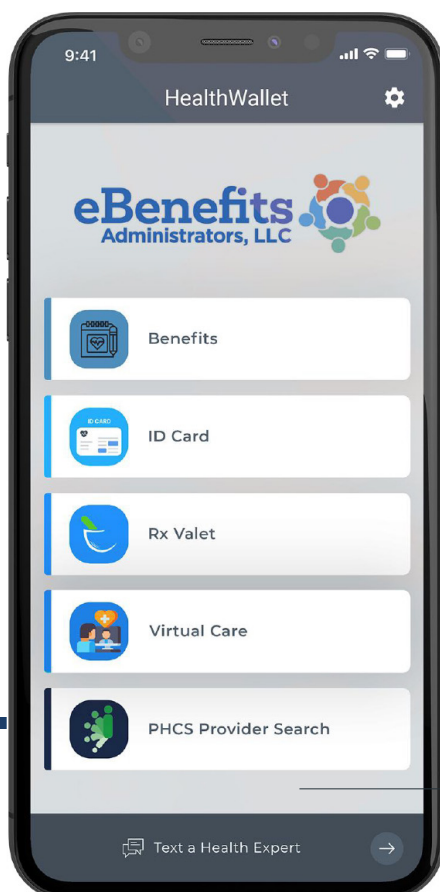 9:41
HealthWallet
eBenefits
Administrators, LLC
Benefits
ID CARD
ID Card
Rx Valet
Virtual Care
PHCS Provider Search
Text a Health Expert